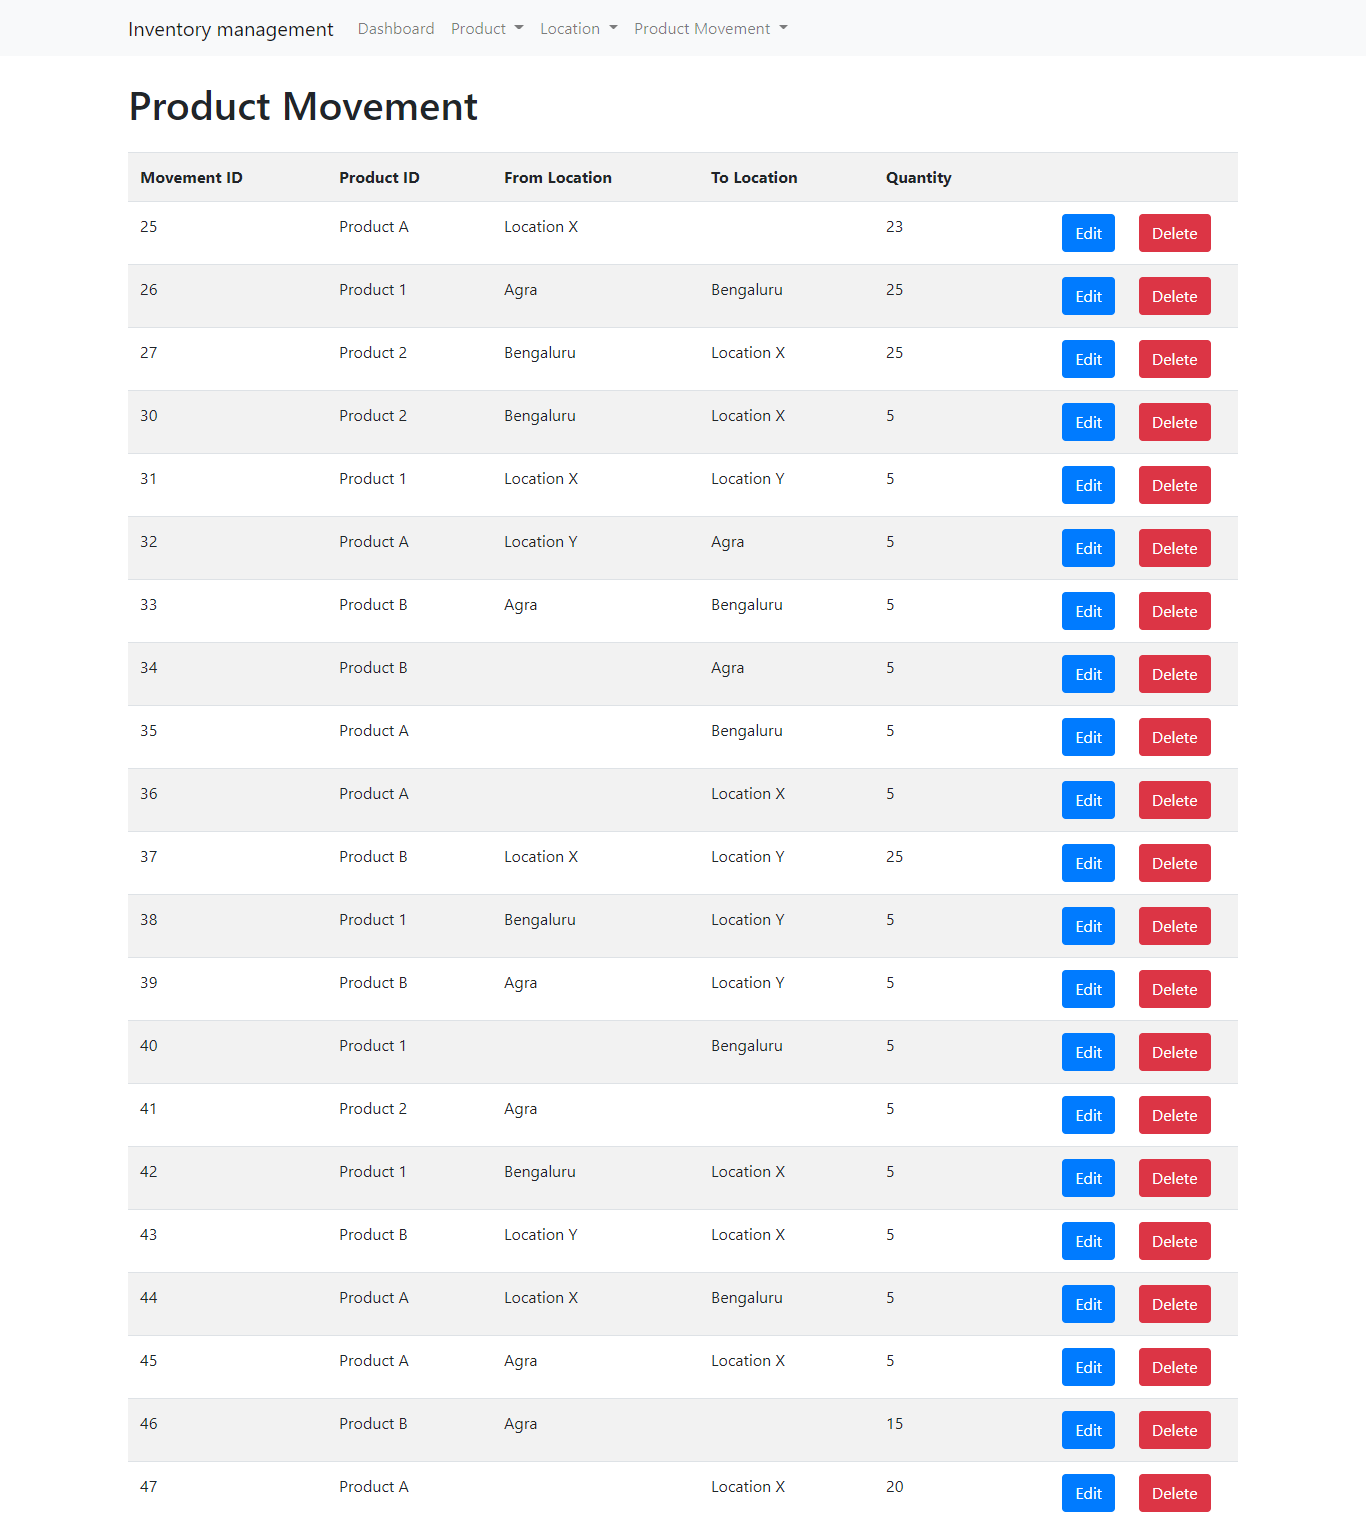 Inventory management Dashboard Product Location Product Movement
Product Movement
Movement ID Product ID From Location To Location Quantity
25 Product A Location X 23 Edit Delete
26 Product 1 Agra Bengaluru 25 Edit Delete
27 Product 2 Bengaluru Location X 25 Edit Delete
30 Product 2 Bengaluru Location X 5 Edit Delete
31 Product 1 Location X Location Y 5 Edit Delete
32 Product A Location Y Agra 5 Edit Delete
33 Product B Agra Bengaluru 5 Edit Delete
34 Product B Agra 5 Edit Delete
35 Product A Bengaluru 5 Edit Delete
36 Product A Location X 5 Edit Delete
37 Product B Location X Location Y 25 Edit Delete
38 Product 1 Bengaluru Location Y 5 Edit Delete
39 Product B Agra Location Y 5 Edit Delete
40 Product 1 Bengaluru 5 Edit Delete
41 Product 2 Agra 5 Edit Delete
42 Product 1 Bengaluru Location X 5 Edit Delete
43 Product B Location Y Location X 5 Edit Delete
44 Product A Location X Bengaluru 5 Edit Delete
45 Product A Agra Location X 5 Edit Delete
46 Product B Agra 15 Edit Delete
47 Product A Location X 20 Edit Delete